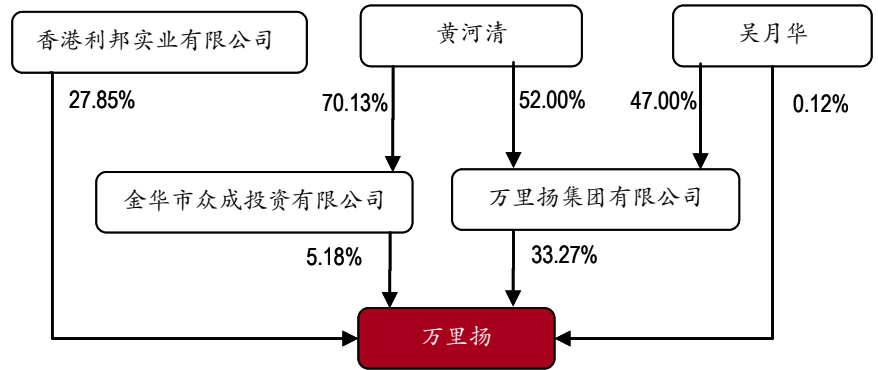 香港利邦实业有限公司
黄河清
吴月华
27.85%
70.13%
52.00%
47.00%
0.12%
金华市众成投资有限公司
万里扬集团有限公司
5.18%
33.27%
万里扬